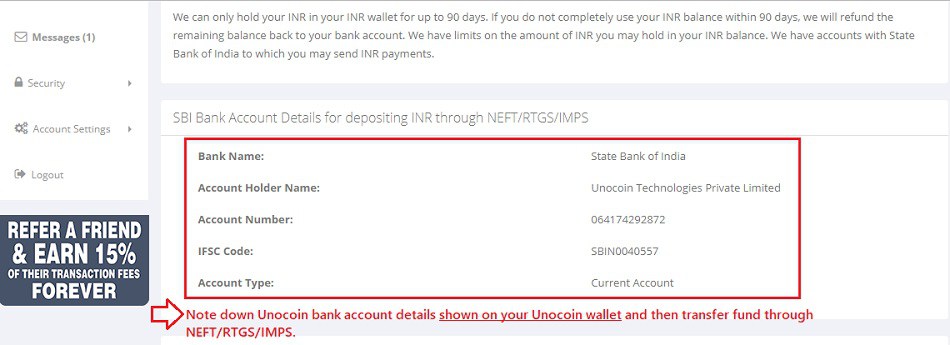 We can only hold your INR in your INR wallet for up to 90 days. If you do not completely use your INR balance within 90 days, we will refund the
remaining balance back to your bank account. We have limits on the amount of INR you may hold in your INR balance. We have accounts with State
Bank of India to which you may send INR payments.
Messages (1)
Security
Account Settings
Logout
REFER A FRIEND
& EARN 15%
OF THEIR TRANSACTION FEES
FOREVER
SBI Bank Account Details for depositing INR through NEFT/RTGS/IMPS
Bank Name: State Bank of India
Account Holder Name: Unocoin Technologies Private Limited
Account Number: 064174292872
IFSC Code: SBIN0040557
Account Type: Current Account
Note down Unocoin bank account details shown on your Unocoin wallet and then transfer fund through
NEFT/RTGS/IMPS.